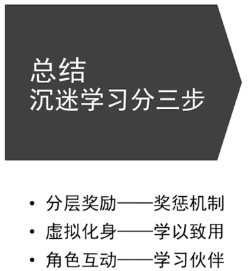 总结
沉迷学习分三步
• 分层奖励——奖惩机制
• 虚拟化身——学以致用
• 角色互动——学习伙伴